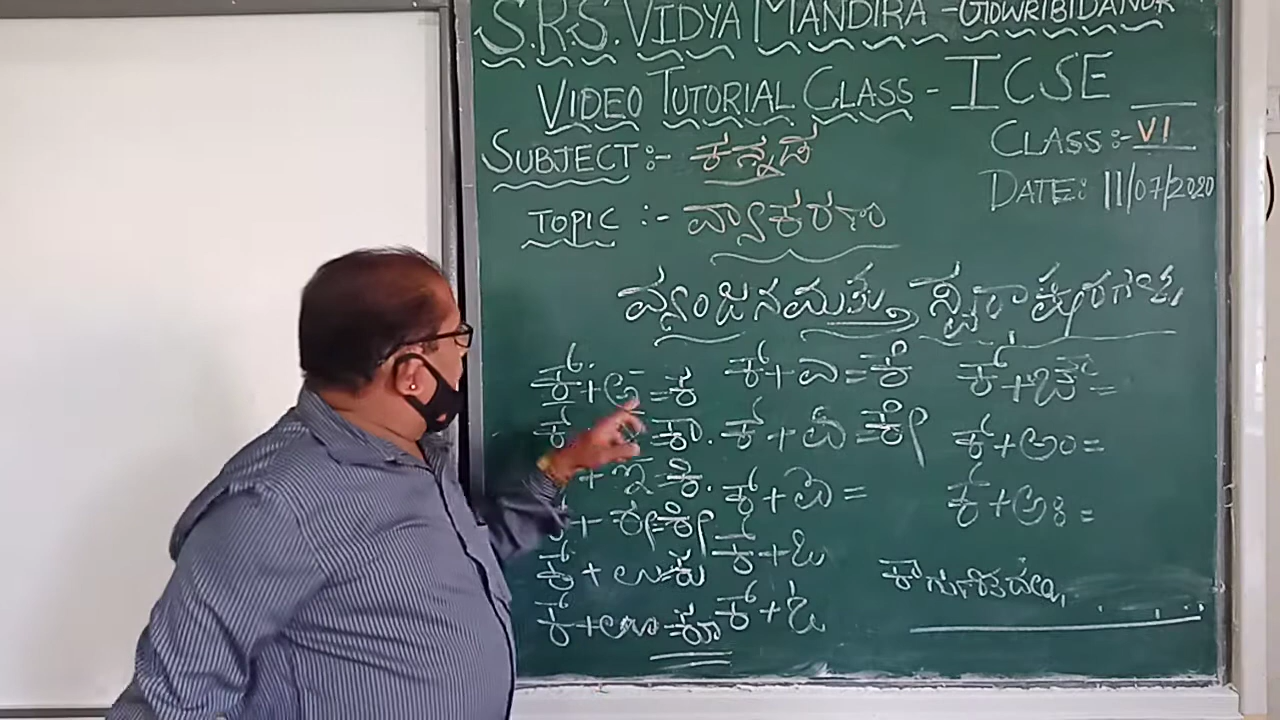 S.R.S. VIDYA MANDIRA - GOWRIBIDANUR
VIDEO TUTORIAL CLASS - ICSE
SUBJECT :- ಕನ್ನಡ
CLASS :- VI
DATE: 11/07/2020
TOPIC :- ವ್ಯಾಕರಣ
ವ್ಯಂಜನ ಮತ್ತು ಸ್ವರಾಕ್ಷರಗಳು
ಕ್+ಅ=ಕ
ಕ್ =ಕಾ.
+ಇ=ಕಿ.
+ಈ=ಕೀ
ಕ್+ಉ=ಕು
ಕ್+ಊ=ಕೂ
ಕ್+ಎ=ಕೆ
ಕ್+ಏ=ಕೇ
ಕ್+ಐ=
ಕ್+ಒ
ಕ್+ಓ
ಕ್+ಔ=
ಕ್+ಅಂ=
ಕ್+ಅಃ=